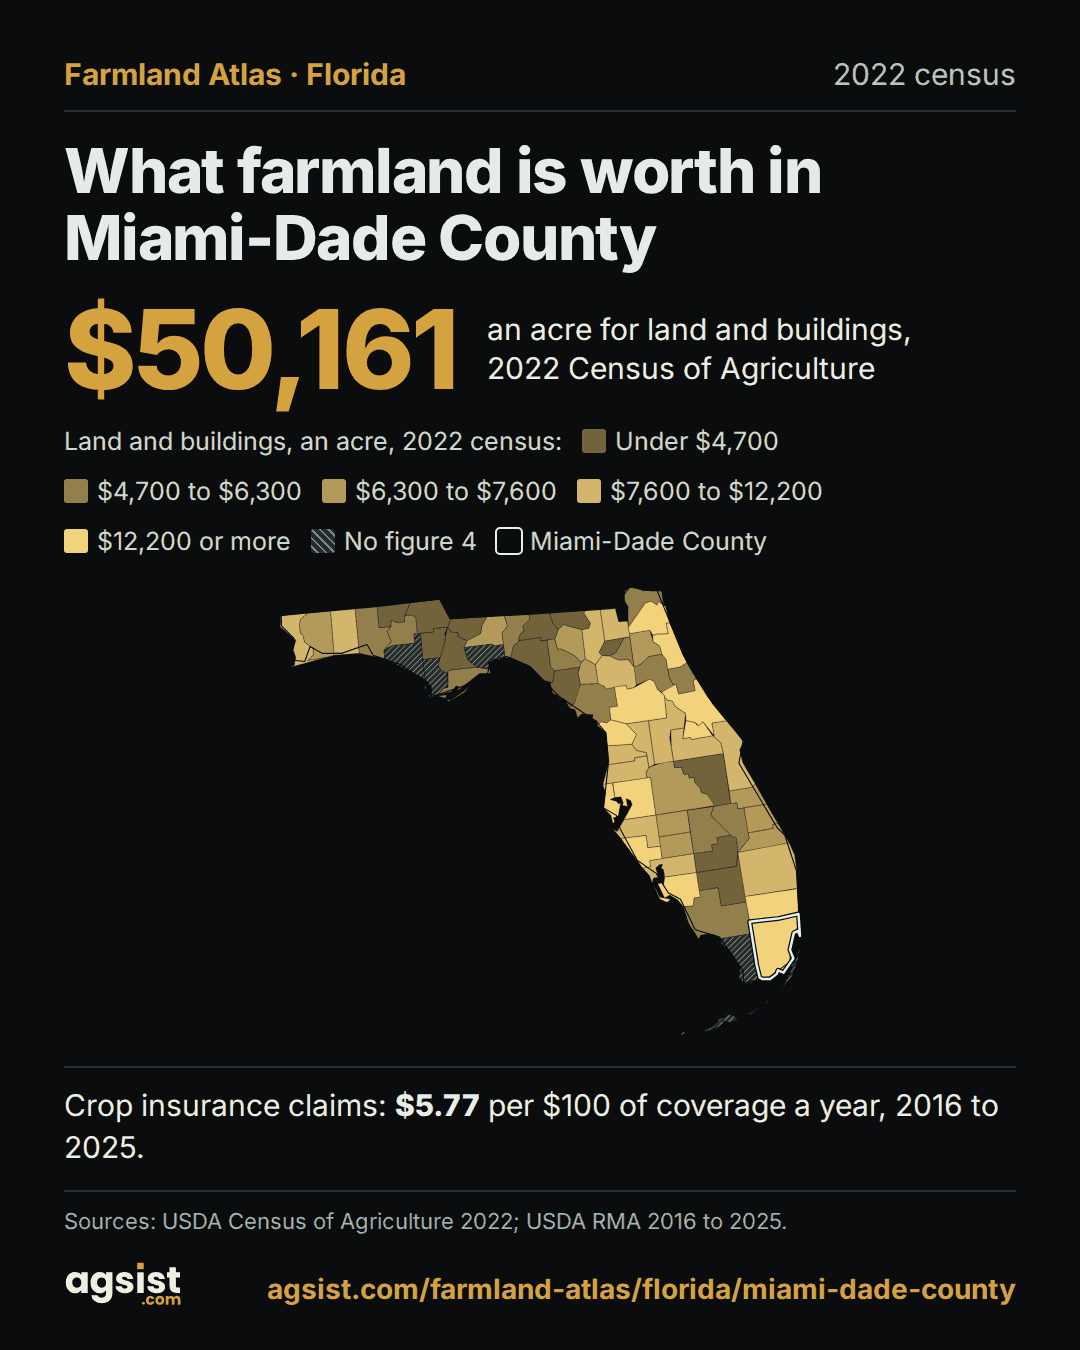 Farmland Atlas · Florida
2022 census
What farmland is worth in
Miami-Dade County
$50,161
an acre for land and buildings,
2022 Census of Agriculture
Land and buildings, an acre, 2022 census: Under $4,700
$4,700 to $6,300 $6,300 to $7,600 $7,600 to $12,200
$12,200 or more No figure 4 Miami-Dade County
Crop insurance claims: $5.77 per $100 of coverage a year, 2016 to
2025.
Sources: USDA Census of Agriculture 2022; USDA RMA 2016 to 2025.
agsist
.com
agsist.com/farmland-atlas/florida/miami-dade-county